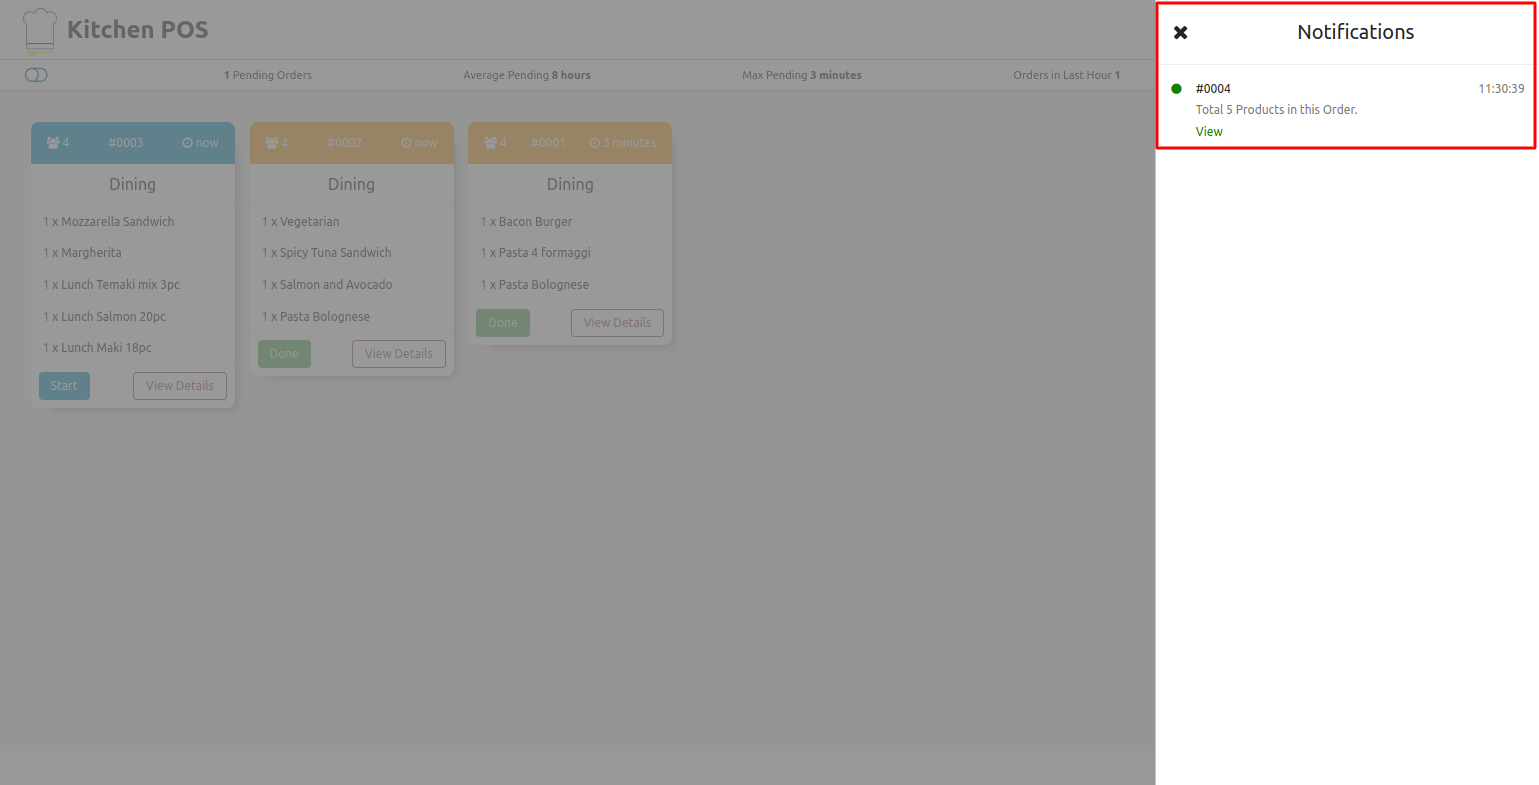 Kitchen POS
1 Pending Orders
Average Pending 8 hours
Max Pending 3 minutes
Orders in Last Hour 1
4 #0003 now
Dining
1 x Mozzarella Sandwich
1 x Margherita
1 x Lunch Temaki mix 3pc
1 x Lunch Salmon 20pc
1 x Lunch Maki 18pc
Start View Details
4 #0002 now
Dining
1 x Vegetarian
1 x Spicy Tuna Sandwich
1 x Salmon and Avocado
1 x Pasta Bolognese
Done View Details
4 #0001 3 minutes
Dining
1 x Bacon Burger
1 x Pasta 4 formaggi
1 x Pasta Bolognese
Done View Details
Notifications
#0004 11:30:39
Total 5 Products in this Order.
View